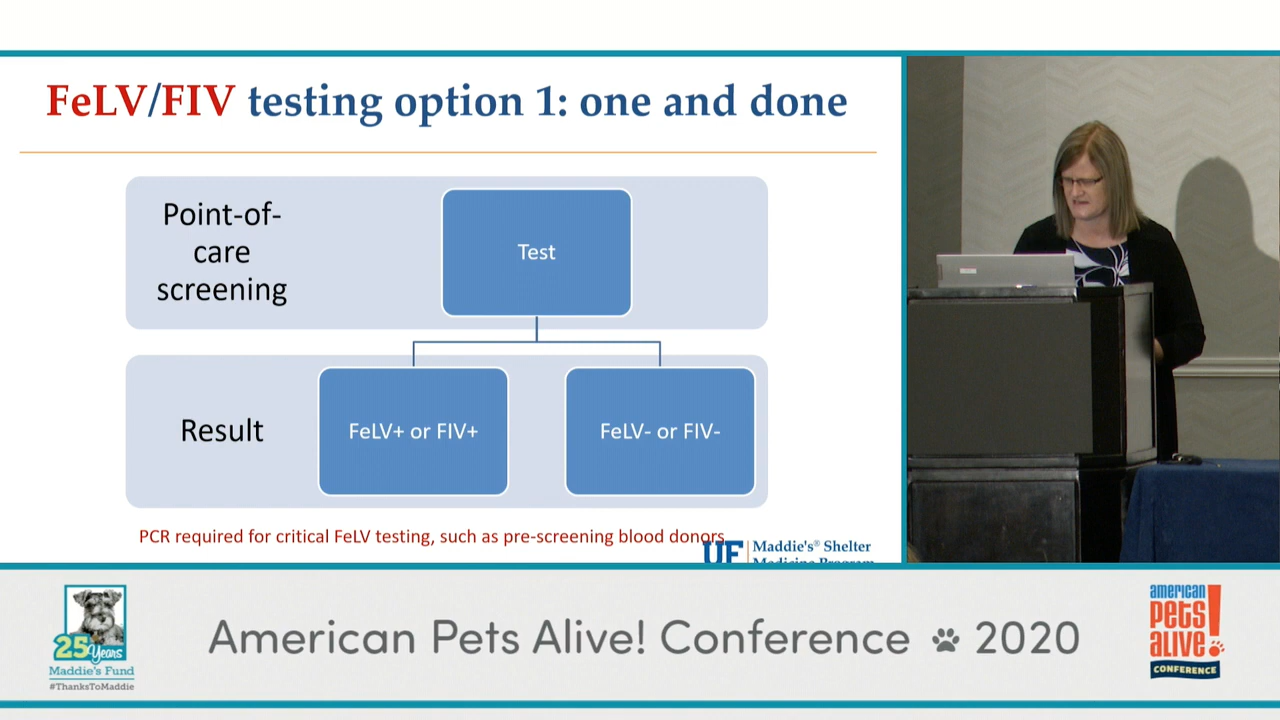 FeLV/FIV testing option 1: one and done
Point-of-
care
screening
Test
Result
FeLV+ or FIV+
FeLV- or FIV-
PCR required for critical FeLV testing, such as pre-screening blood donors
UF
Maddie's® Shelter
Medicine Program
25 Years
Maddie's Fund
#ThanksToMaddie
American Pets Alive! Conference 2020
american
PETS
ALIVE!
CONFERENCE